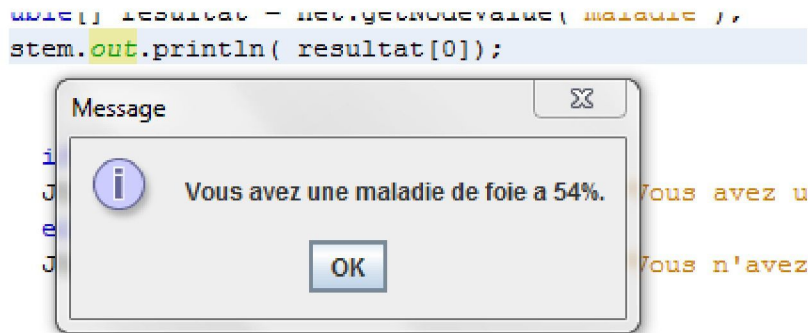 stem.out.println( resultat[0]);
Message
i
Vous avez une maladie de foie a 54%.
J
Vous avez u
e
OK
J
Vous n'avez